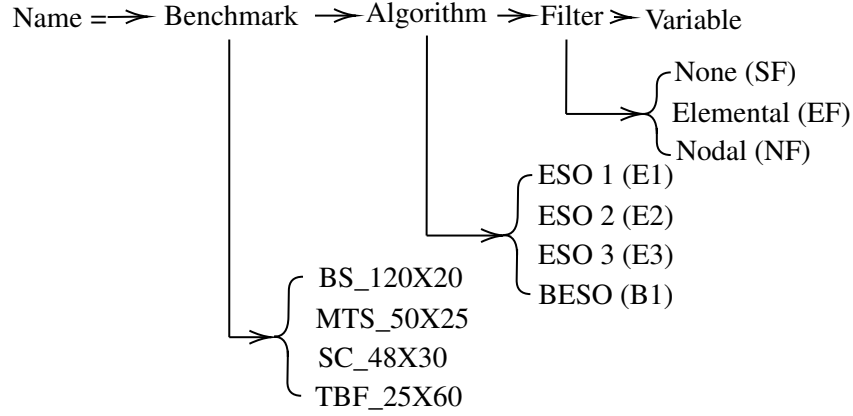 Name = Benchmark Algorithm Filter Variable
None (SF)
Elemental (EF)
Nodal (NF)
ESO 1 (E1)
ESO 2 (E2)
ESO 3 (E3)
BESO (B1)
BS_120X20
MTS_50X25
SC_48X30
TBF_25X60